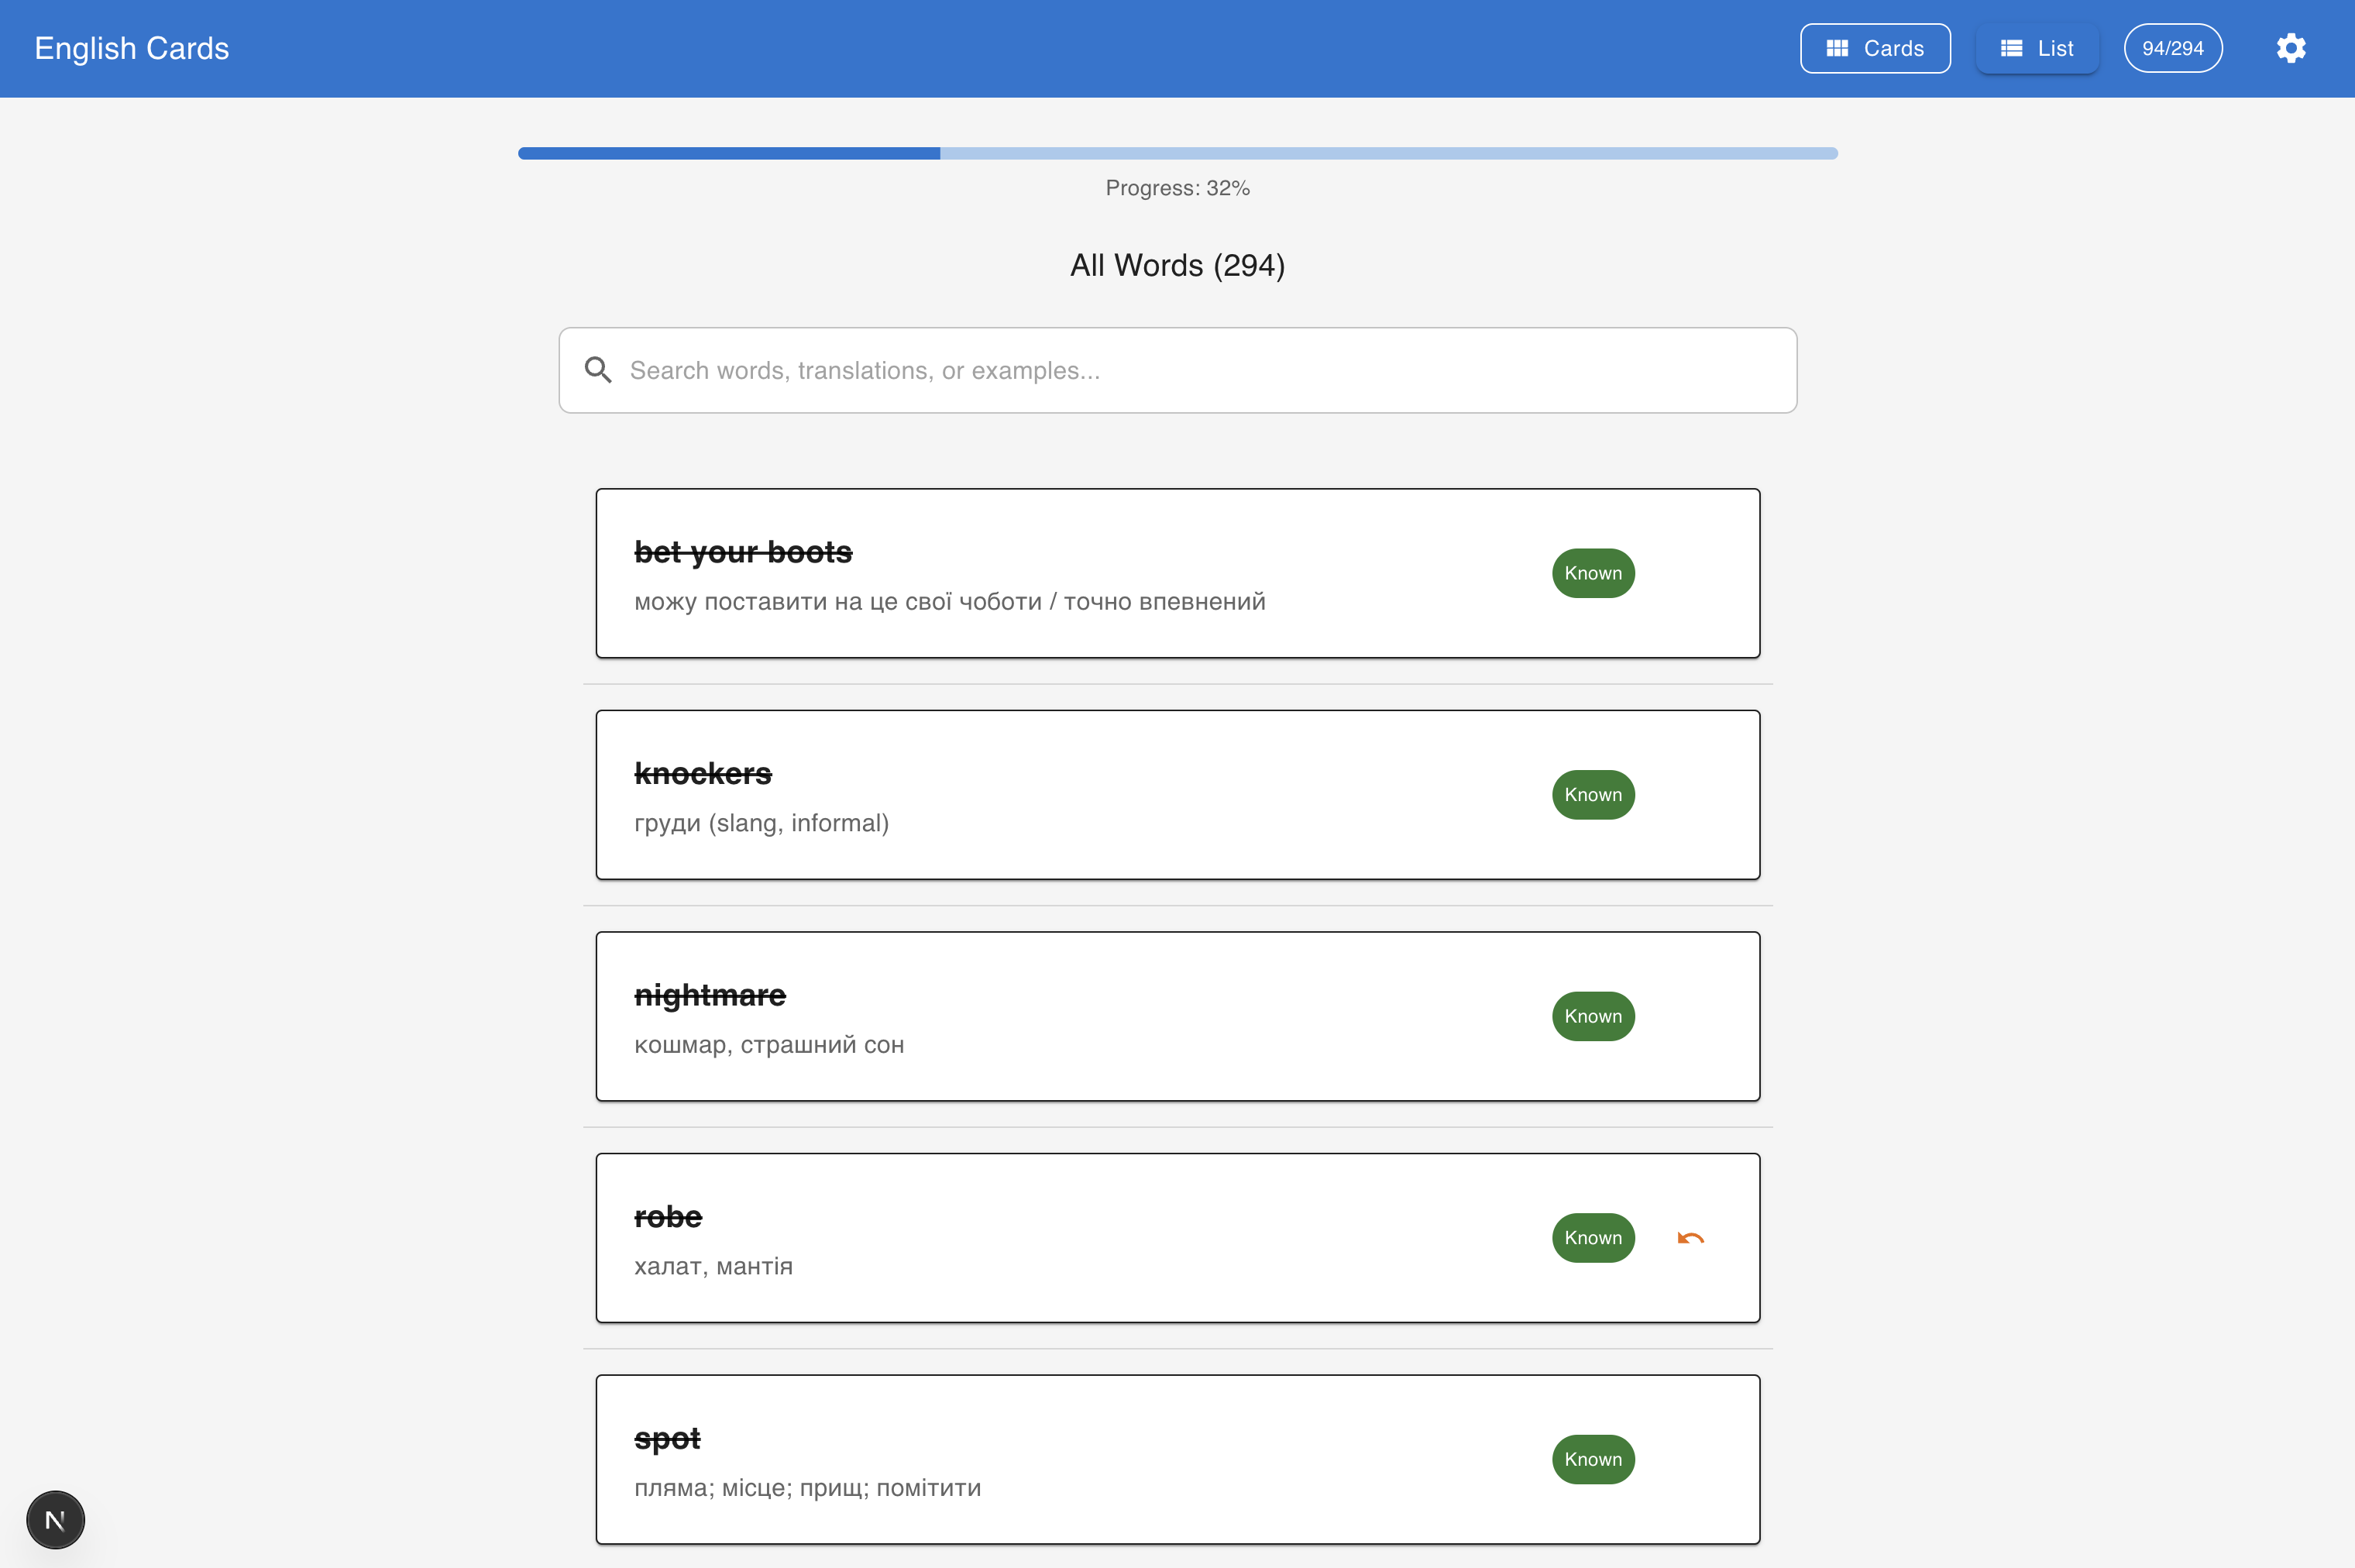 English Cards
Cards
List
94/294
Progress: 32%
All Words (294)
Search words, translations, or examples...
bet your boots
можу поставити на це свої чоботи / точно впевнений
Known
knockers
груди (slang, informal)
Known
nightmare
кошмар, страшний сон
Known
robe
халат, мантія
Known
spot
пляма; місце; прищ; помітити
Known
N